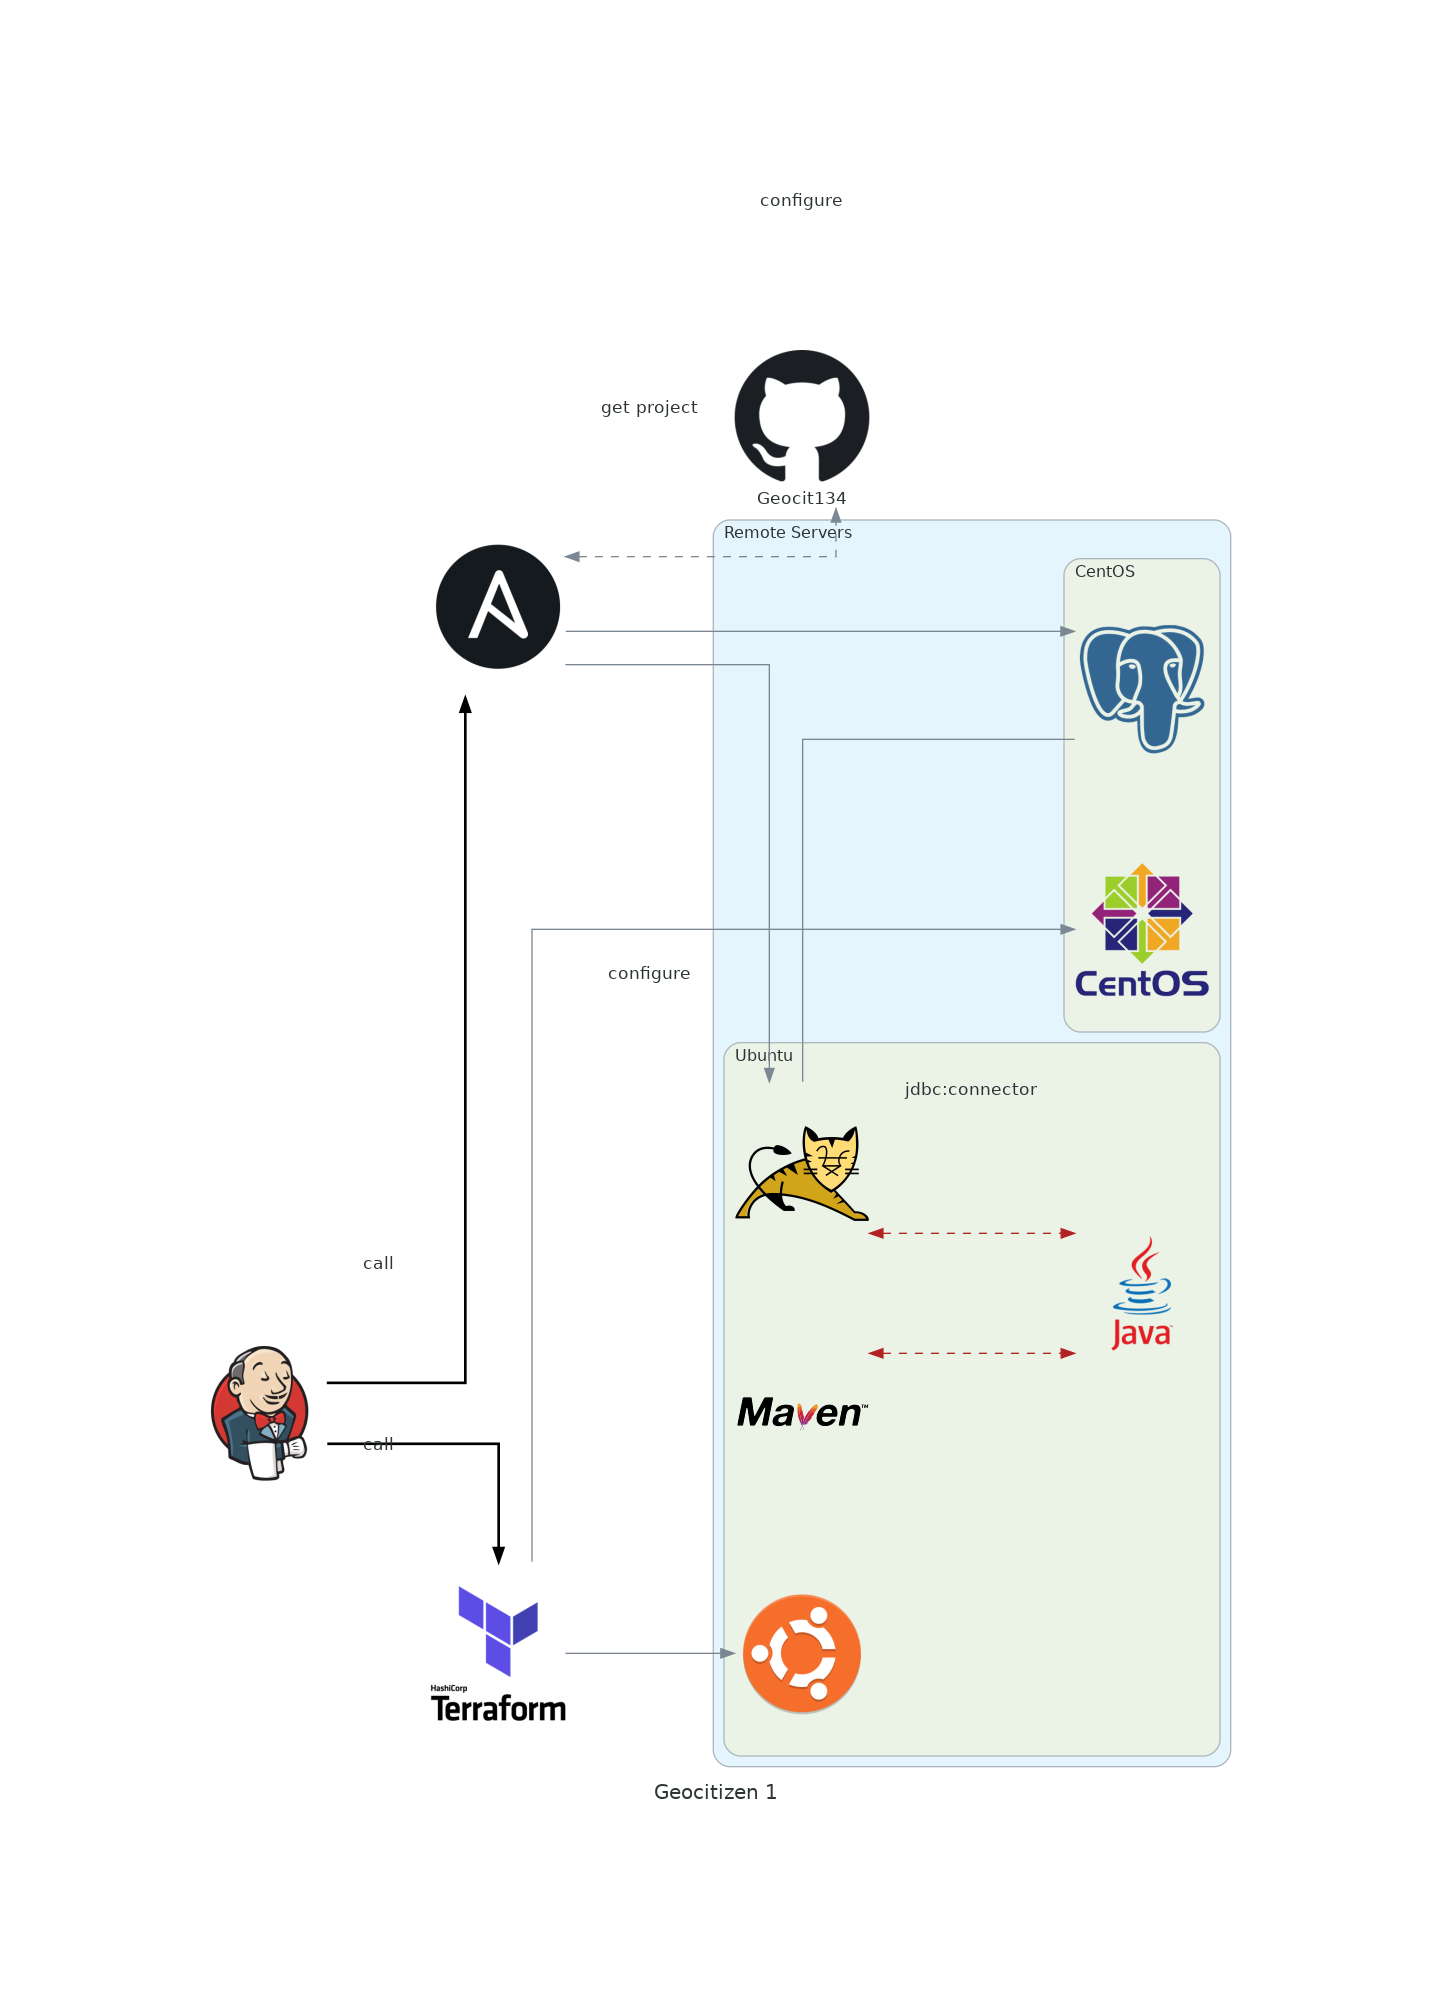 configure
get project
Geocit134
Remote Servers
CentOS
CentOS
configure
Ubuntu
jdbc:connector
call
Java
Maven™
call
HashiCorp
Terraform
Geocitizen 1